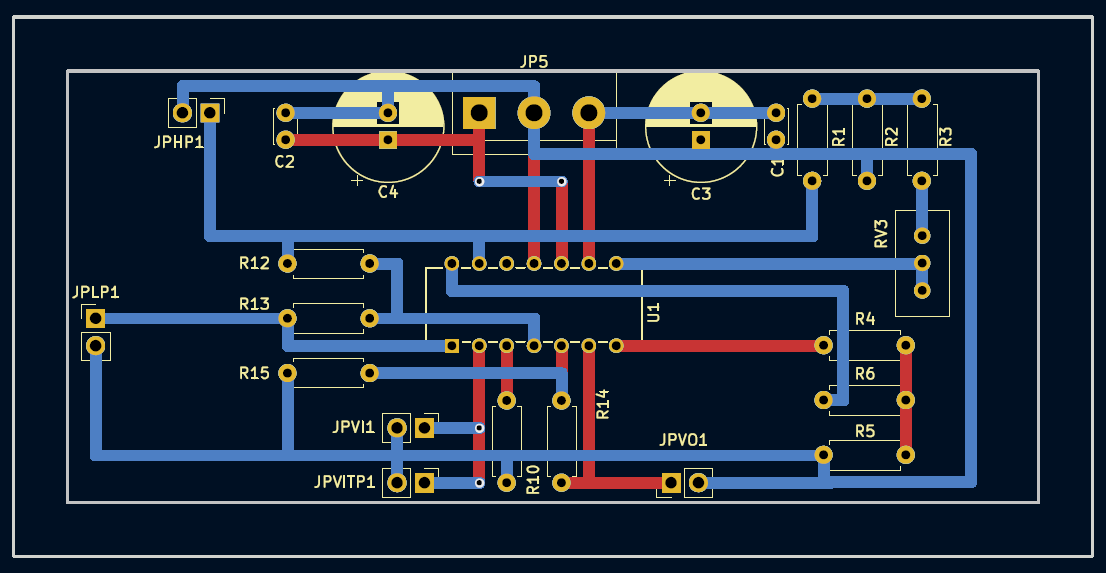 JP5
JPHP1
C2
C4
C3
C1
R1
R2
R3
RV3
R12
R13
JPLP1
U1
R4
R15
R6
R14
JPVI1
R5
JPVO1
JPVITP1
R10